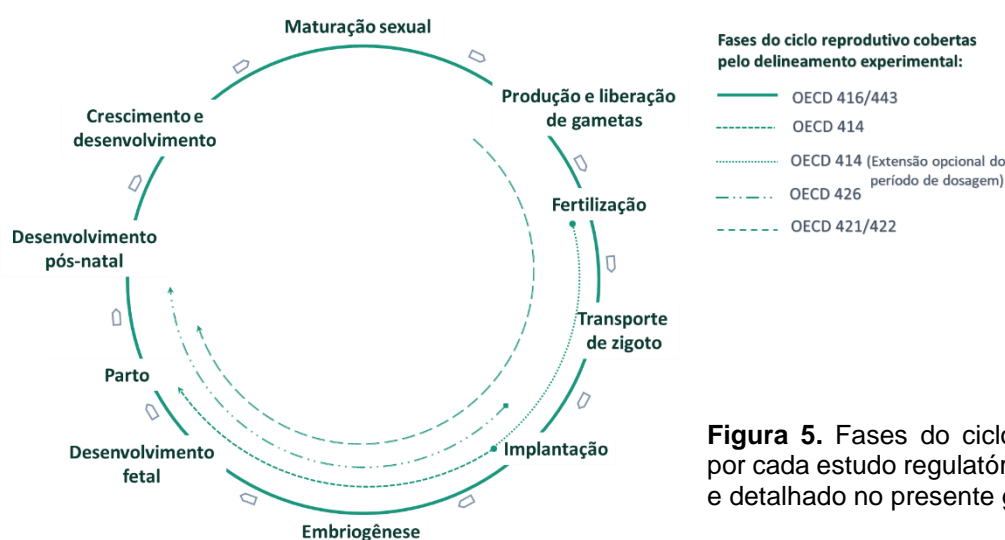 Maturação sexual
Produção e liberação
de gametas
Fertilização
Transporte
de zigoto
Implantação
Embriogênese
Desenvolvimento
fetal
Parto
Desenvolvimento
pós-natal
Crescimento e
desenvolvimento
Fases do ciclo reprodutivo cobertas
pelo delineamento experimental:
OECD 416/443
OECD 414
OECD 414 (Extensão opcional do
período de dosagem)
OECD 426
OECD 421/422
Figura 5. Fases do ciclo
por cada estudo regulatór
e detalhado no presente g